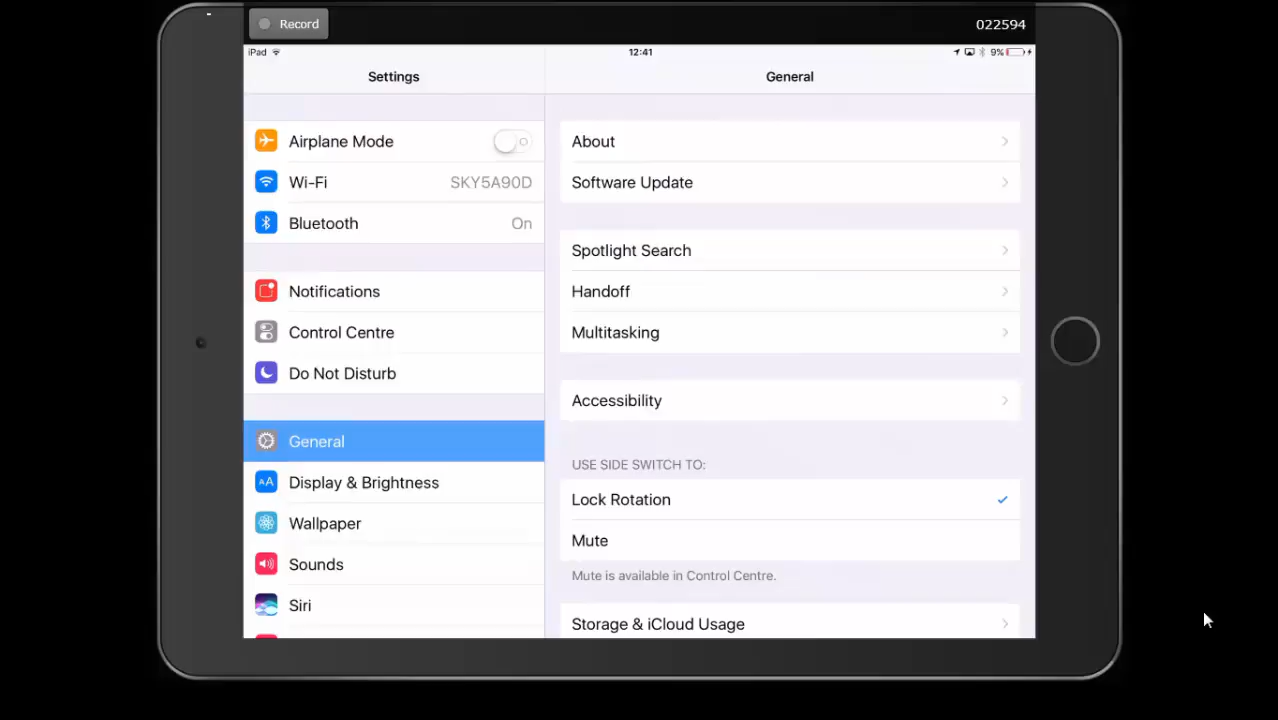 Record
022594
iPad
12:41
9%
Settings
General
Airplane Mode
Wi-Fi
SKY5A90D
Bluetooth
On
Notifications
Control Centre
Do Not Disturb
General
AA
Display & Brightness
Wallpaper
Sounds
Siri
About
Software Update
Spotlight Search
Handoff
Multitasking
Accessibility
USE SIDE SWITCH TO:
Lock Rotation
Mute
Mute is available in Control Centre.
Storage & iCloud Usage